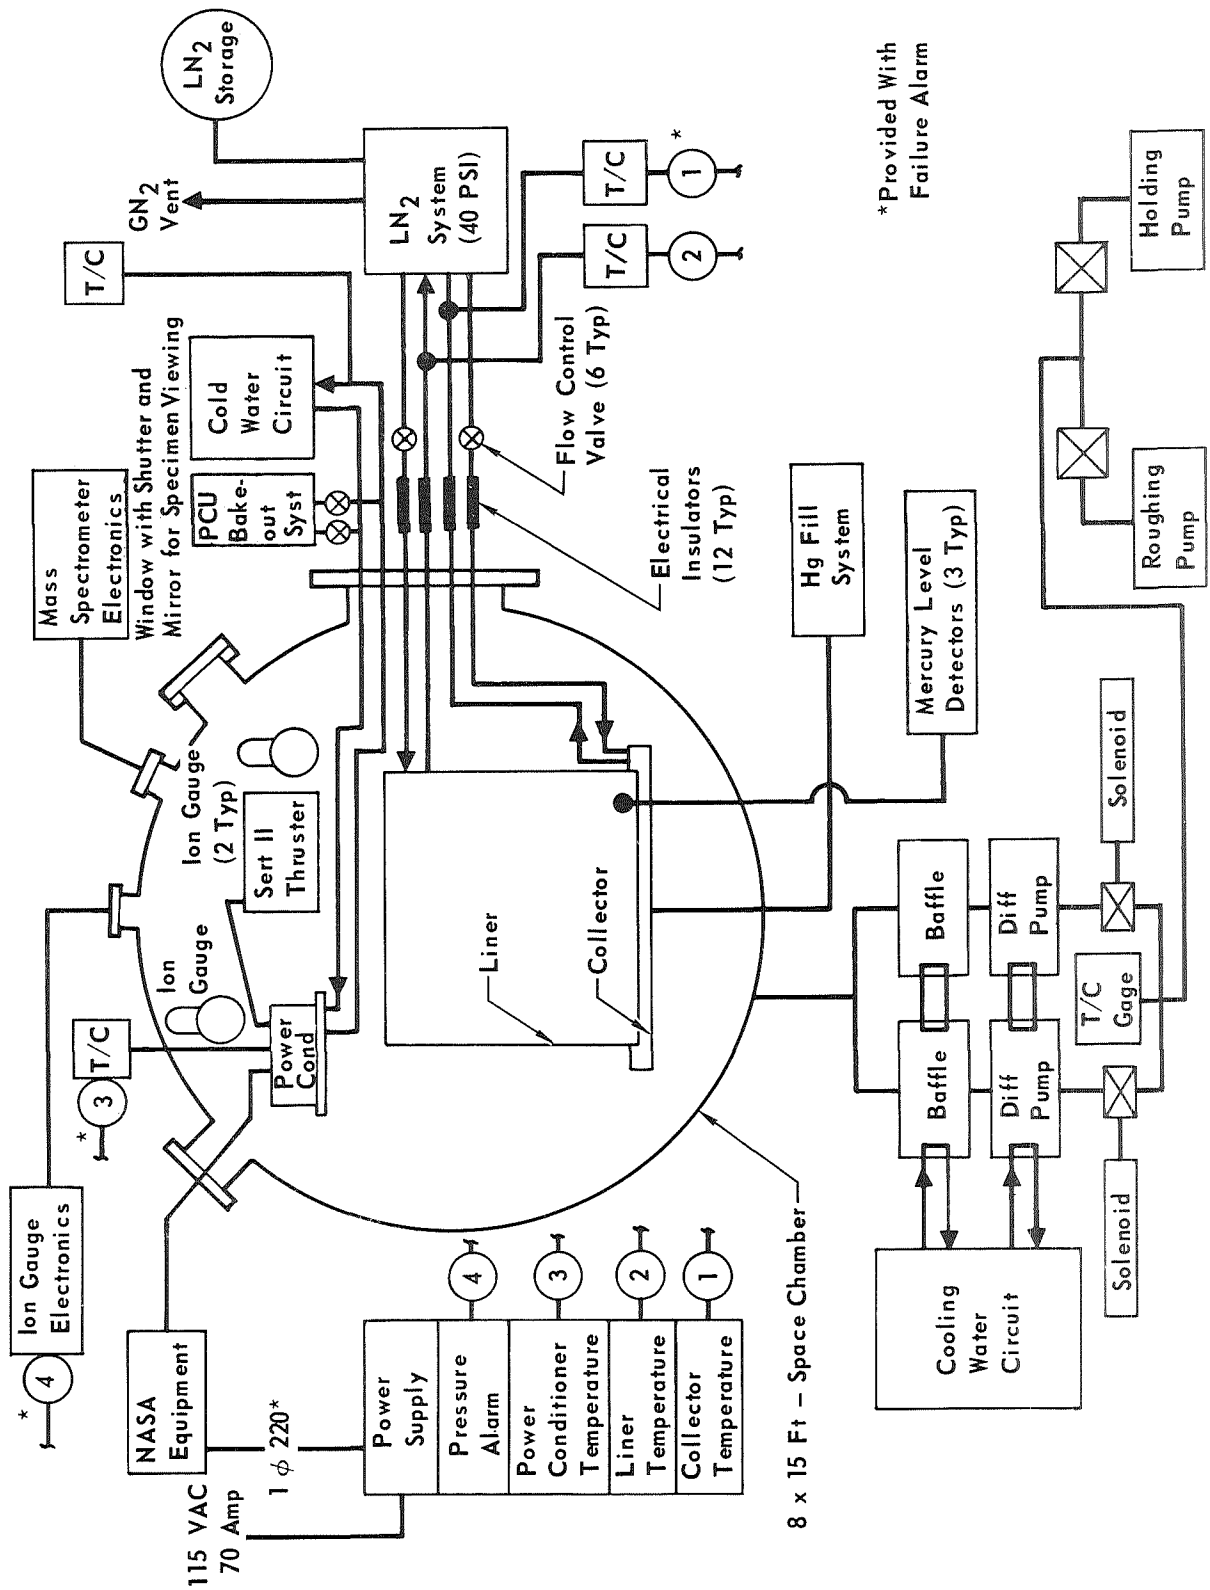 Ion Gauge
Electronics
4
*
NASA
Equipment
115 VAC
70 Amp
1 ϕ 220*
Power
Supply
Pressure
Alarm
Power
Conditioner
Temperature
Liner
Temperature
Collector
Temperature
4
3
2
1
*
3
T/C
Ion
Gauge
Power
Cond
Sert II
Thruster
Ion Gauge
(2 Typ)
Mass
Spectrometer
Electronics
Window with Shutter and
Mirror for Specimen Viewing
PCU
Bake-
out
Syst
Cold
Water
Circuit
T/C
GN2
Vent
LN2
Storage
LN2
System
(40 PSI)
T/C
1
*
T/C
2
Flow Control
Valve (6 Typ)
Electrical
Insulators
(12 Typ)
Liner
Collector
8 x 15 Ft – Space Chamber
Hg Fill
System
Mercury Level
Detectors (3 Typ)
*Provided With
Failure Alarm
Cooling
Water
Circuit
Baffle
Baffle
Diff
Pump
Diff
Pump
T/C
Gage
Solenoid
Solenoid
Roughing
Pump
Holding
Pump